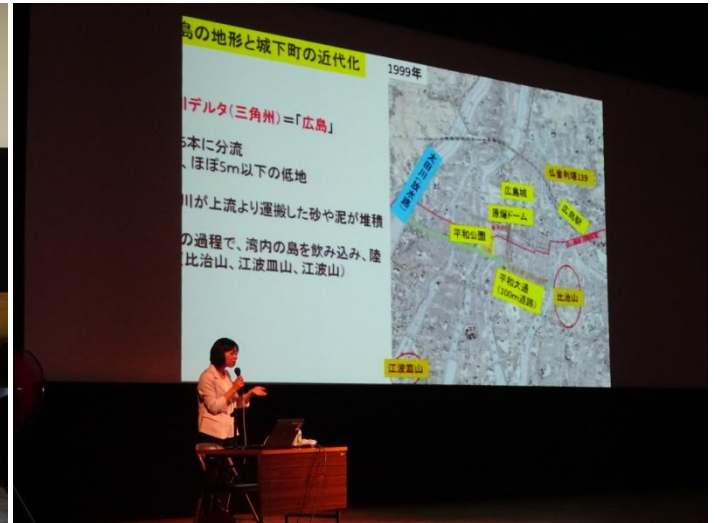 島の地形と城下町の近代化
1999年
川デルタ(三角州)=「広島」
6本に分流
、ほぼ5m以下の低地
川が上流より運搬した砂や泥が堆積
の過程で、湾内の島を飲み込み、陸
(比治山、江波皿山、江波山)
太田川(放水路)
仏舎利塔139
広島城
広島駅
原爆ドーム
平和公園
平和大通
(100m道路)
比治山
江波皿山